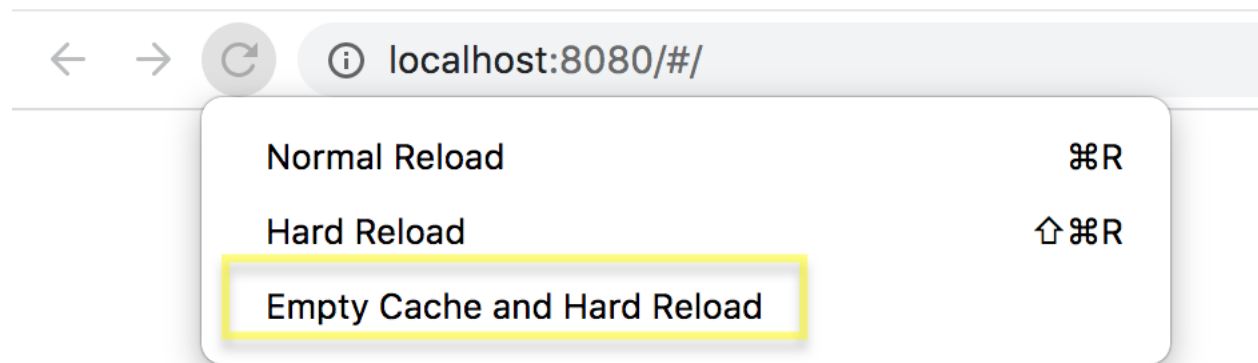 localhost:8080/#/
Normal Reload ⌘R
Hard Reload ⇧⌘R
Empty Cache and Hard Reload